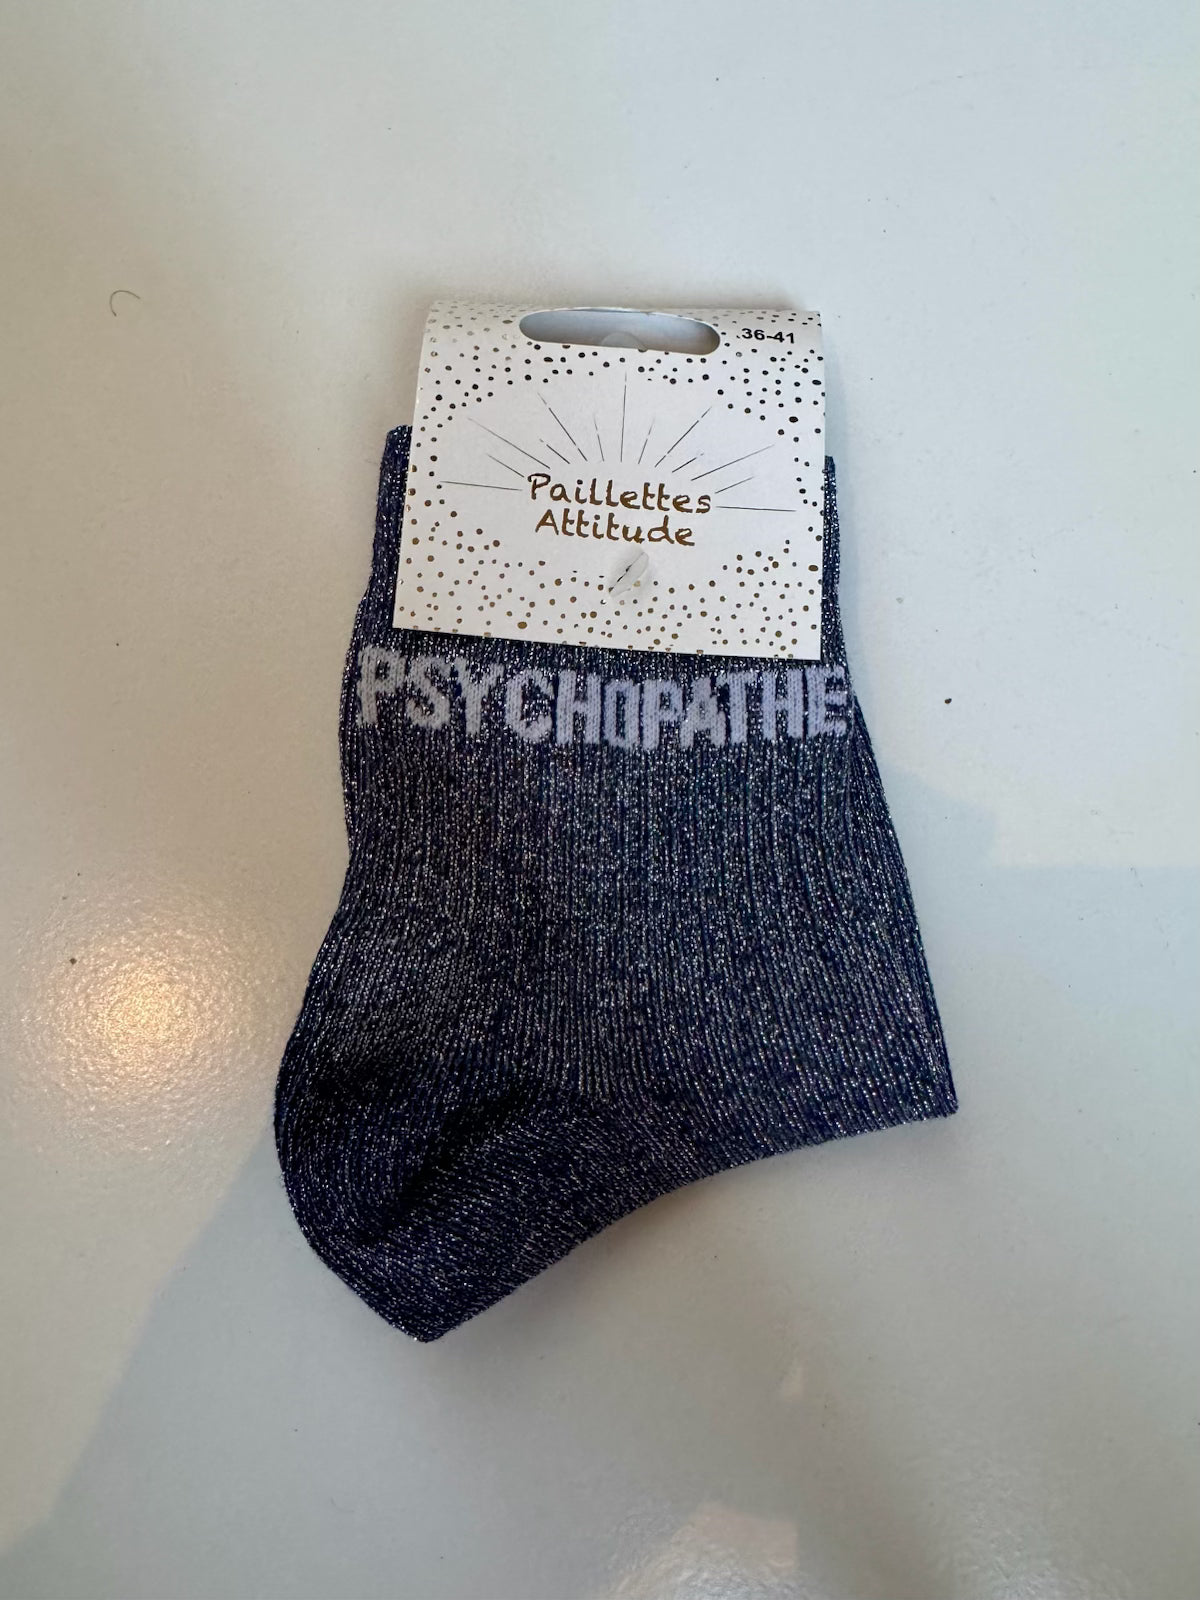 36-41
Paillettes
Attitude
PSYCHOPATHE